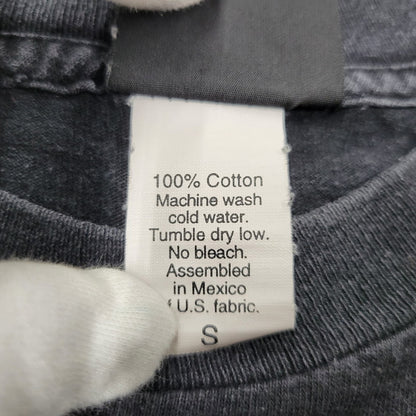 100% Cotton
Machine wash
cold water.
Tumble dry low.
No bleach.
Assembled
in Mexico
U.S. fabric.
S